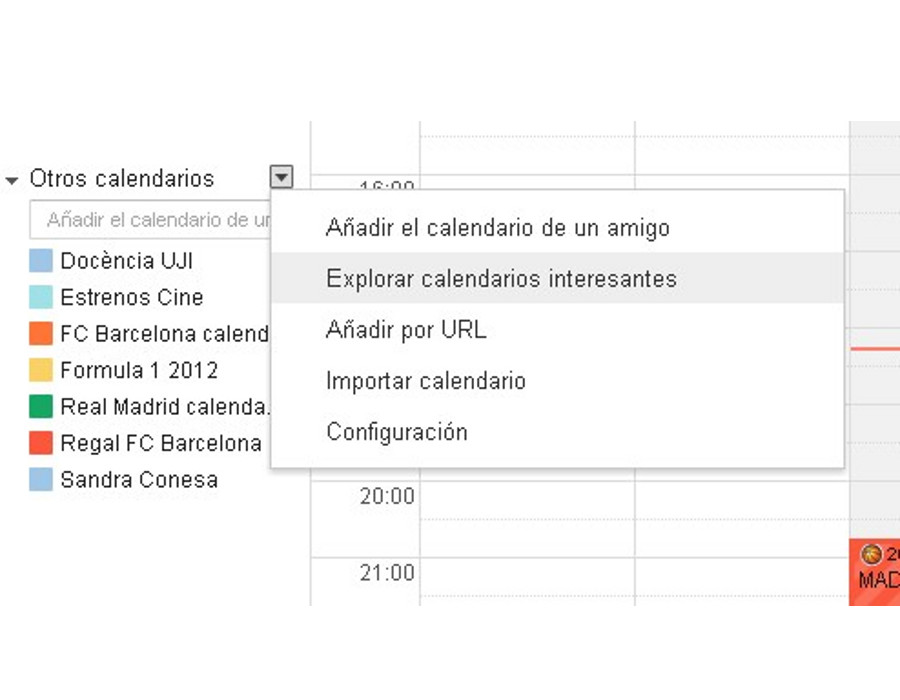 Otros calendarios
Añadir el calendario de un
Docència UJI
Estrenos Cine
FC Barcelona calend
Formula 1 2012
Real Madrid calenda.
Regal FC Barcelona
Sandra Conesa
16:00
Añadir el calendario de un amigo
Explorar calendarios interesantes
Añadir por URL
Importar calendario
Configuración
20:00
21:00
20
MAD